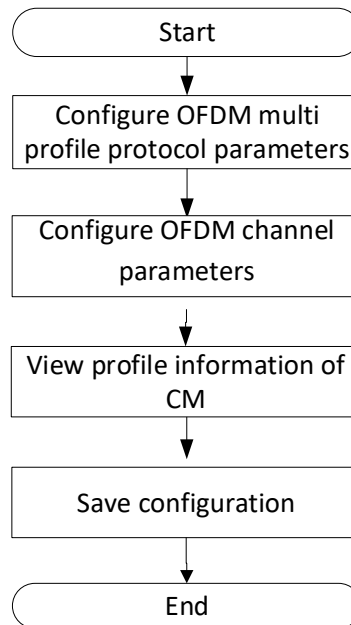 Start
Configure OFDM multi
profile protocol parameters
Configure OFDM channel
parameters
View profile information of
CM
Save configuration
End